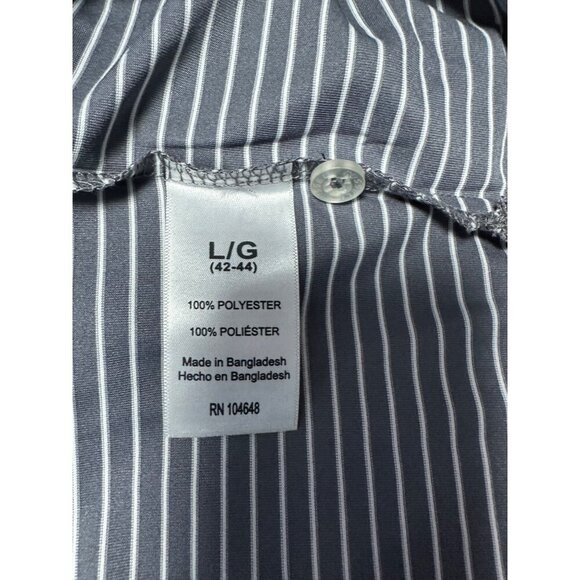 L/G
(42-44)
100% POLYESTER
100% POLIÉSTER
Made in Bangladesh
Hecho en Bangladesh
RN 104648